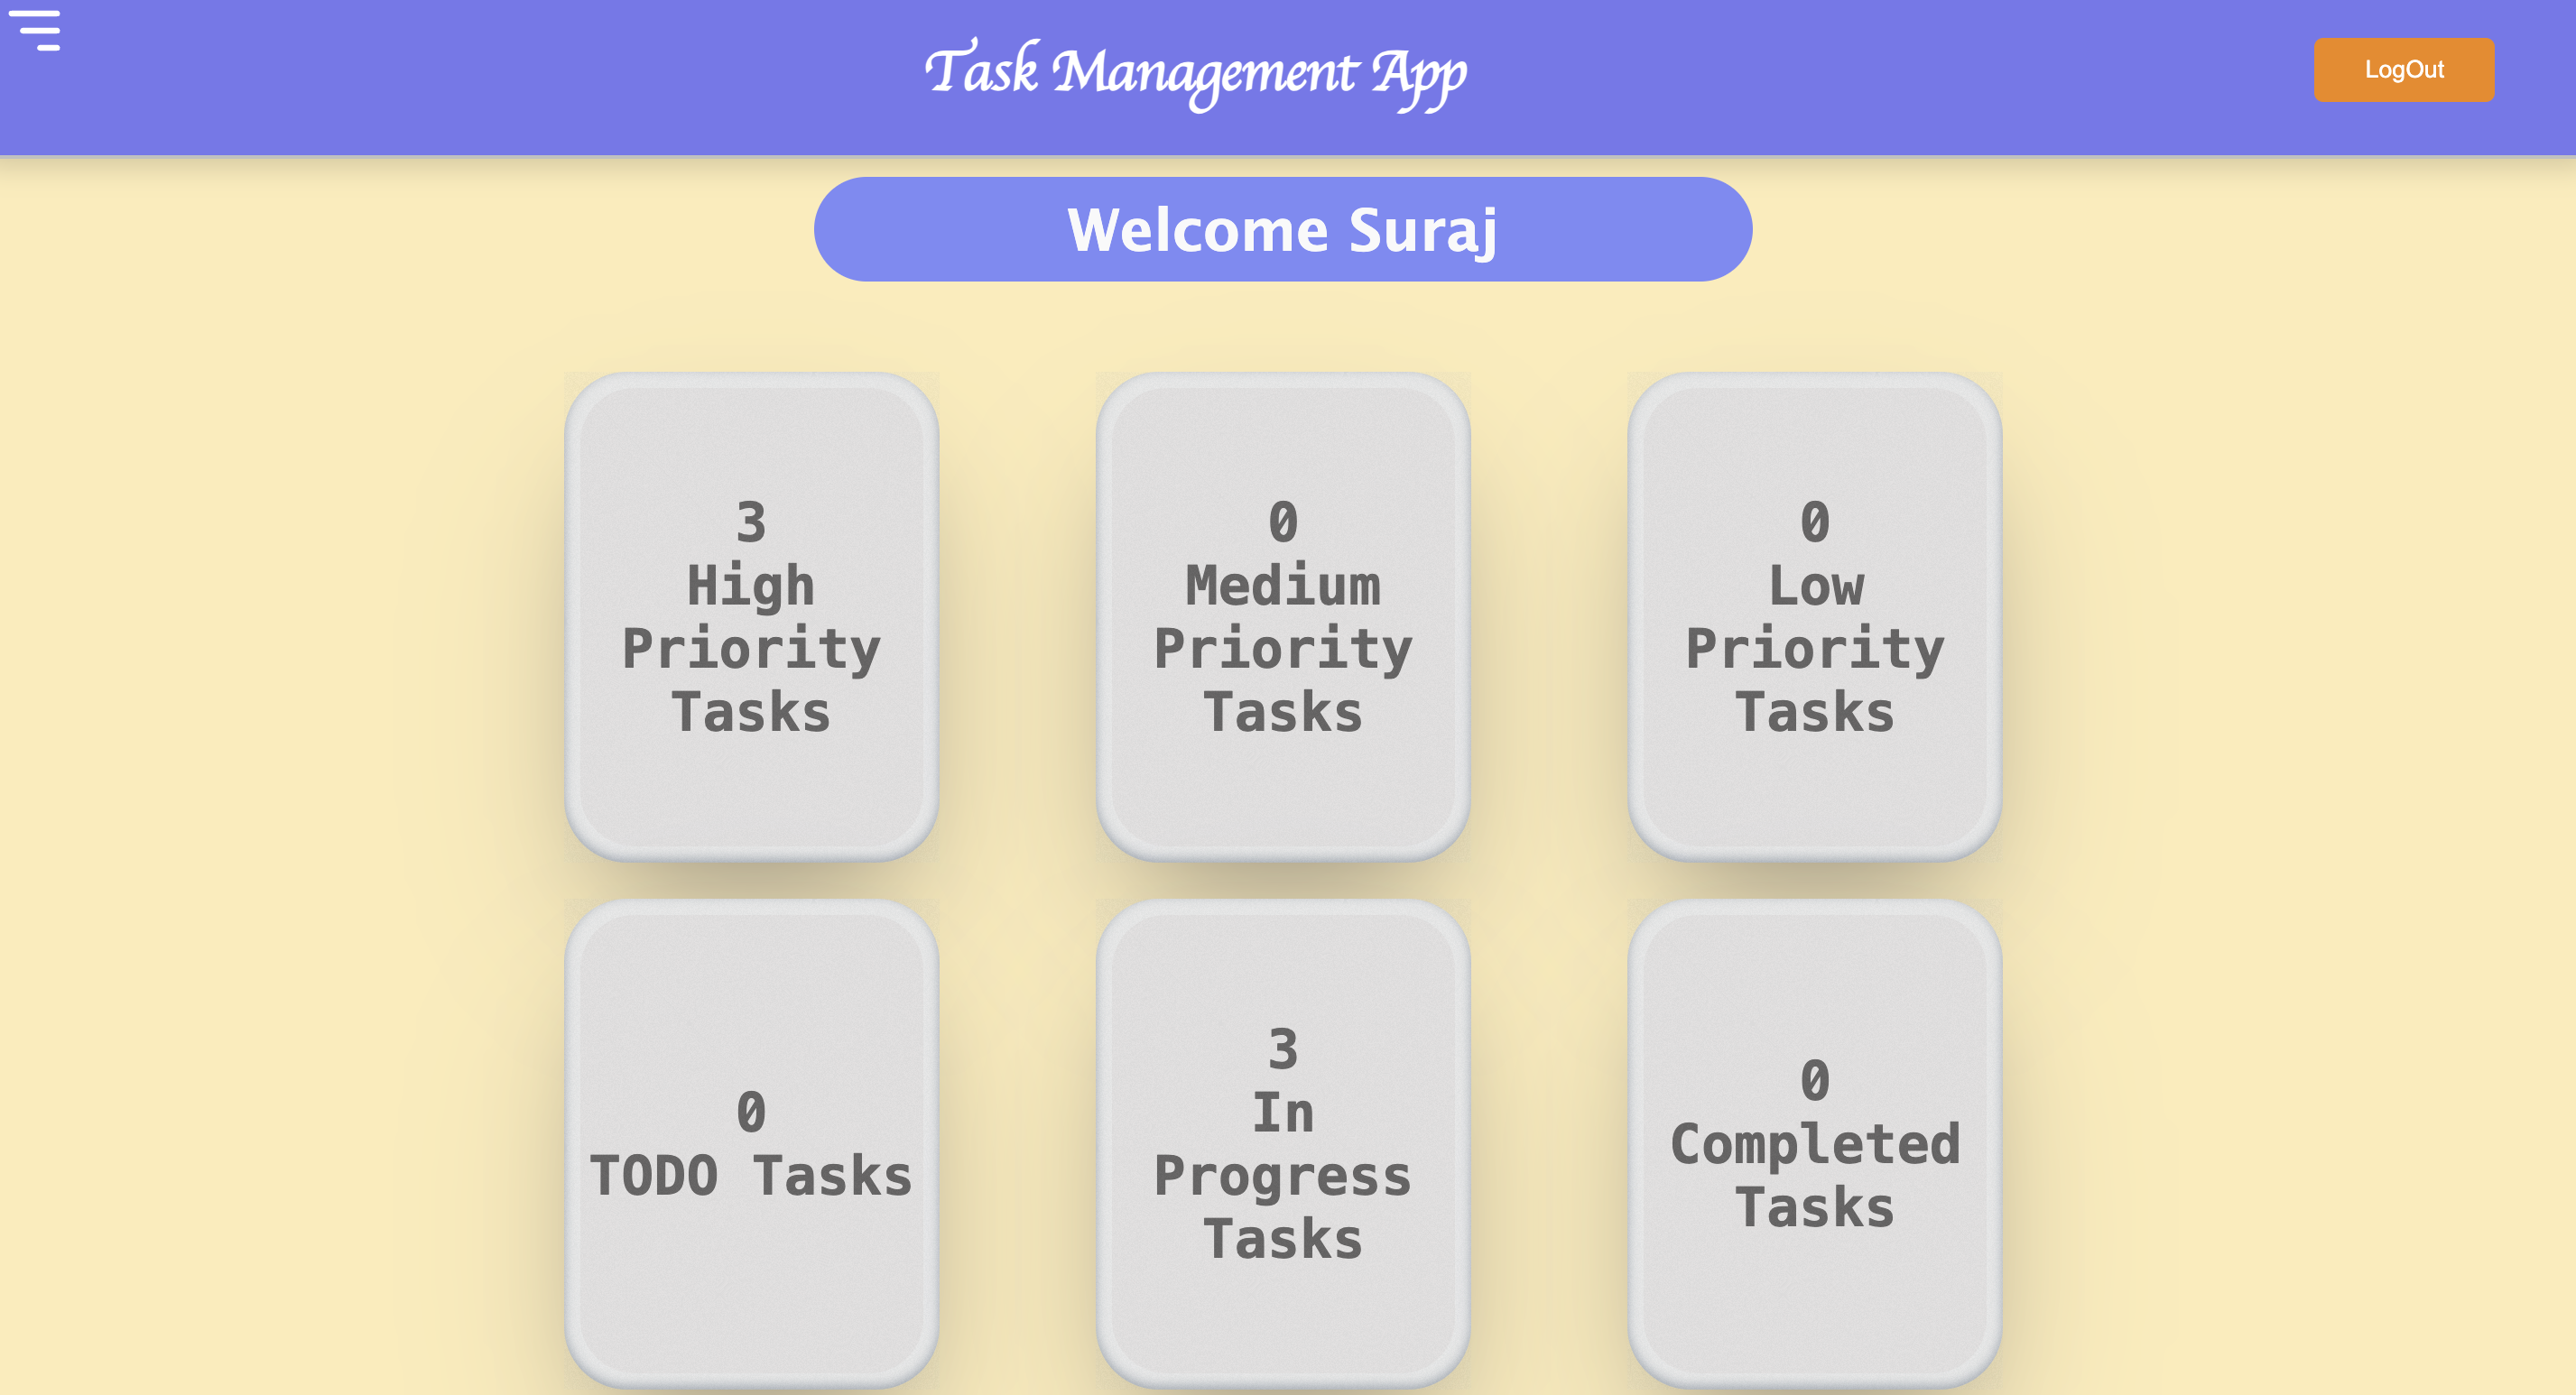 Task Management App
LogOut
Welcome Suraj
3
High
Priority
Tasks
0
Medium
Priority
Tasks
0
Low
Priority
Tasks
0
TODO Tasks
3
In
Progress
Tasks
0
Completed
Tasks